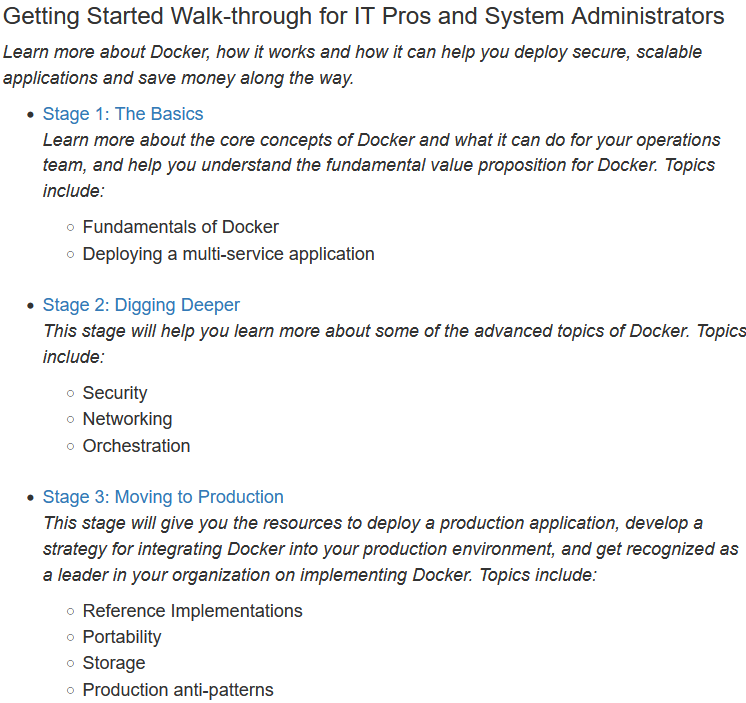 Getting Started Walk-through for IT Pros and System Administrators
Learn more about Docker, how it works and how it can help you deploy secure, scalable
applications and save money along the way.
Stage 1: The Basics
Learn more about the core concepts of Docker and what it can do for your operations
team, and help you understand the fundamental value proposition for Docker. Topics
include:
Fundamentals of Docker
Deploying a multi-service application
Stage 2: Digging Deeper
This stage will help you learn more about some of the advanced topics of Docker. Topics
include:
Security
Networking
Orchestration
Stage 3: Moving to Production
This stage will give you the resources to deploy a production application, develop a
strategy for integrating Docker into your production environment, and get recognized as
a leader in your organization on implementing Docker. Topics include:
Reference Implementations
Portability
Storage
Production anti-patterns